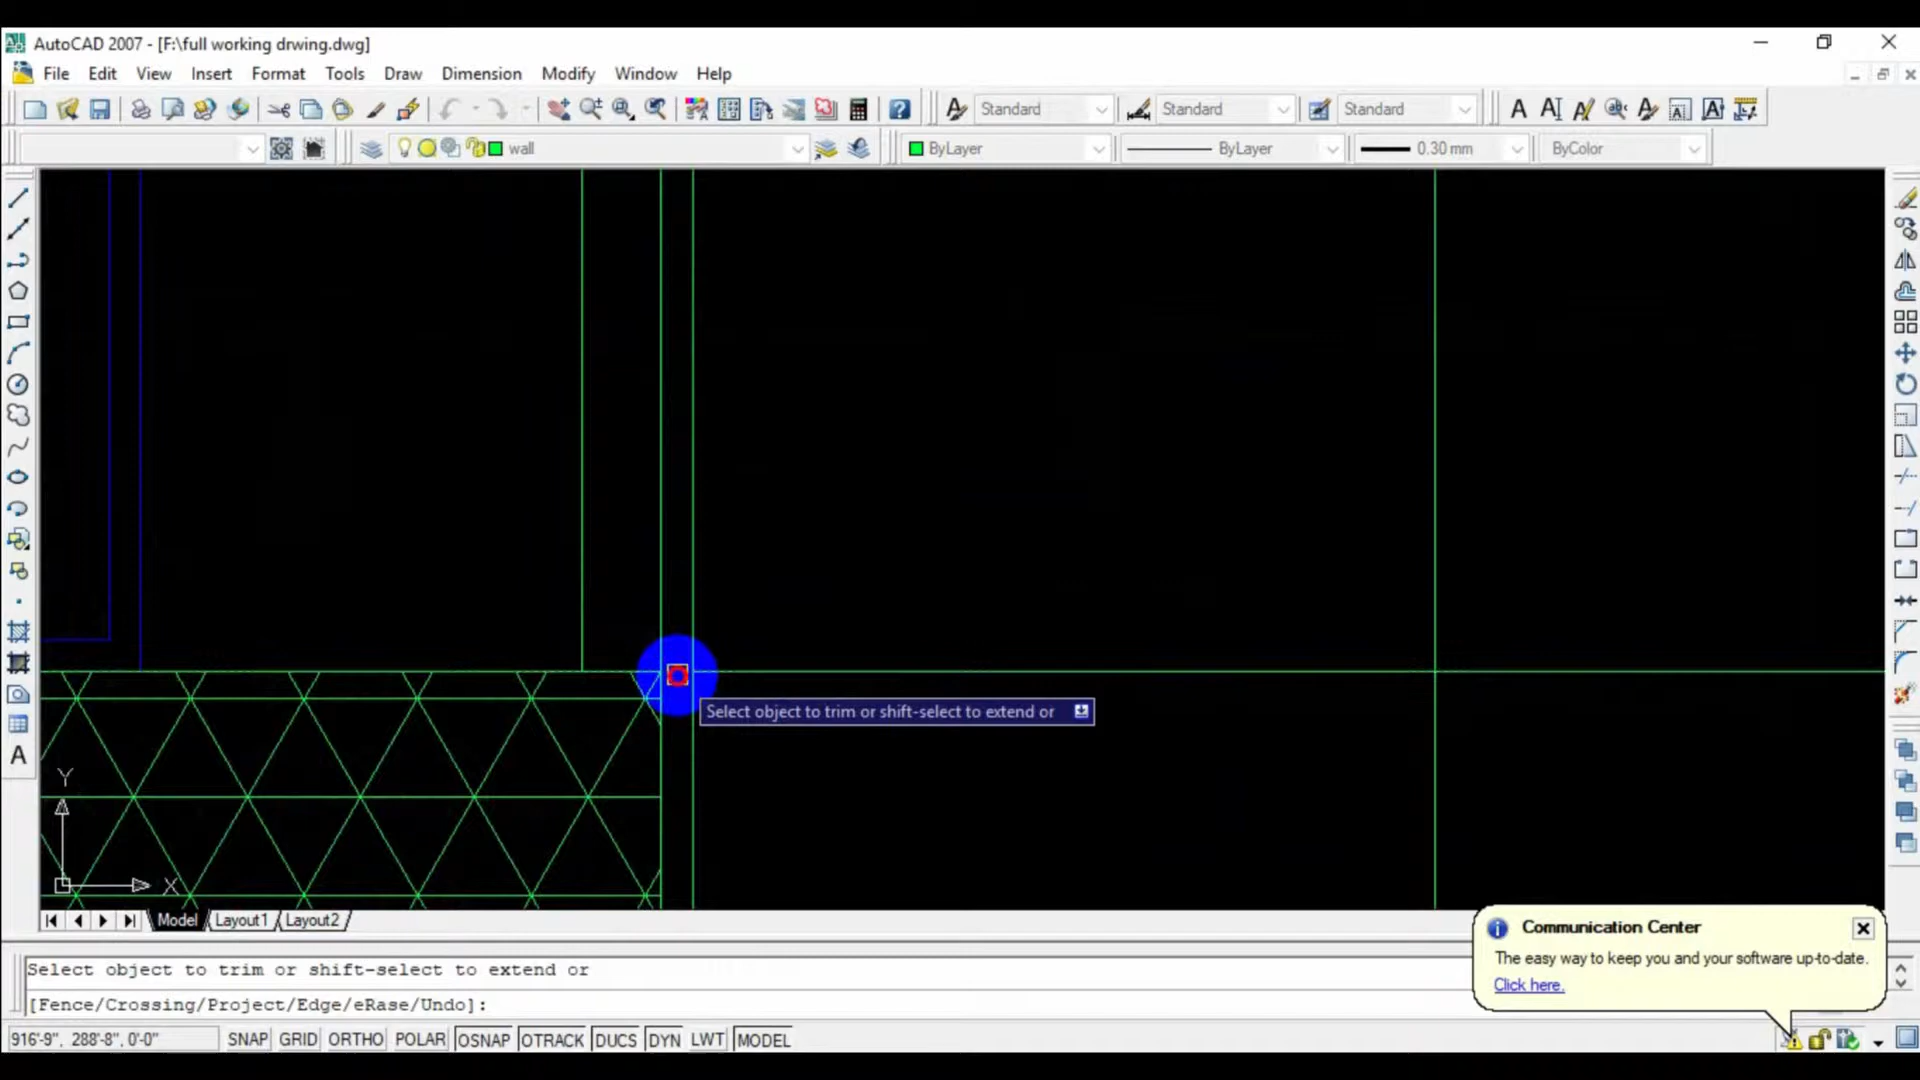 AutoCAD 2007 - [F:\full working drwing.dwg]
File Edit View Insert Format Tools Draw Dimension Modify Window Help
Standard Standard Standard
wall ByLayer ByLayer 0.30 mm ByColor
Select object to trim or shift-select to extend or
Y
X
Model Layout1 Layout2
Communication Center
The easy way to keep you and your software up-to-date.
Click here.
Select object to trim or shift-select to extend or
[Fence/Crossing/Project/Edge/eRase/Undo]:
916'-9", 288'-8", 0'-0" SNAP GRID ORTHO POLAR OSNAP OTRACK DUCS DYN LWT MODEL